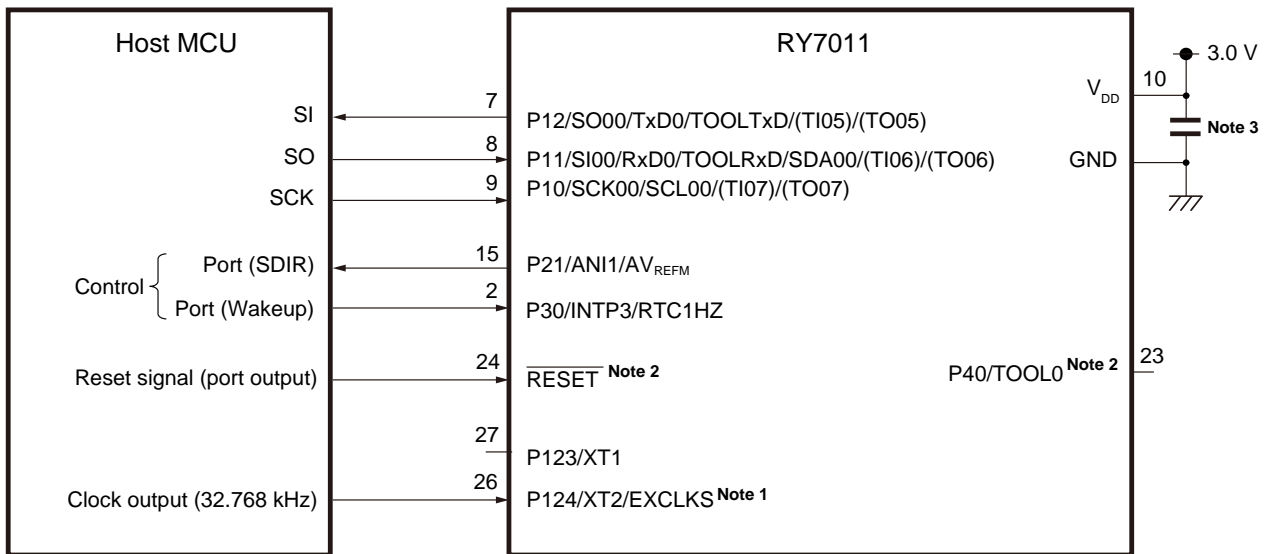 Host MCU
RY7011
3.0 V
10
V_DD
Note 3
GND
SI
7
P12/SO00/TxD0/TOOLTxD/(TI05)/(TO05)
SO
8
P11/SI00/RxD0/TOOLRxD/SDA00/(TI06)/(TO06)
SCK
9
P10/SCK00/SCL00/(TI07)/(TO07)
Control
Port (SDIR)
15
P21/ANI1/AV_REFM
Port (Wakeup)
2
P30/INTP3/RTC1HZ
Reset signal (port output)
24
RESET Note 2
P40/TOOL0 Note 2
23
27
P123/XT1
Clock output (32.768 kHz)
26
P124/XT2/EXCLKS Note 1